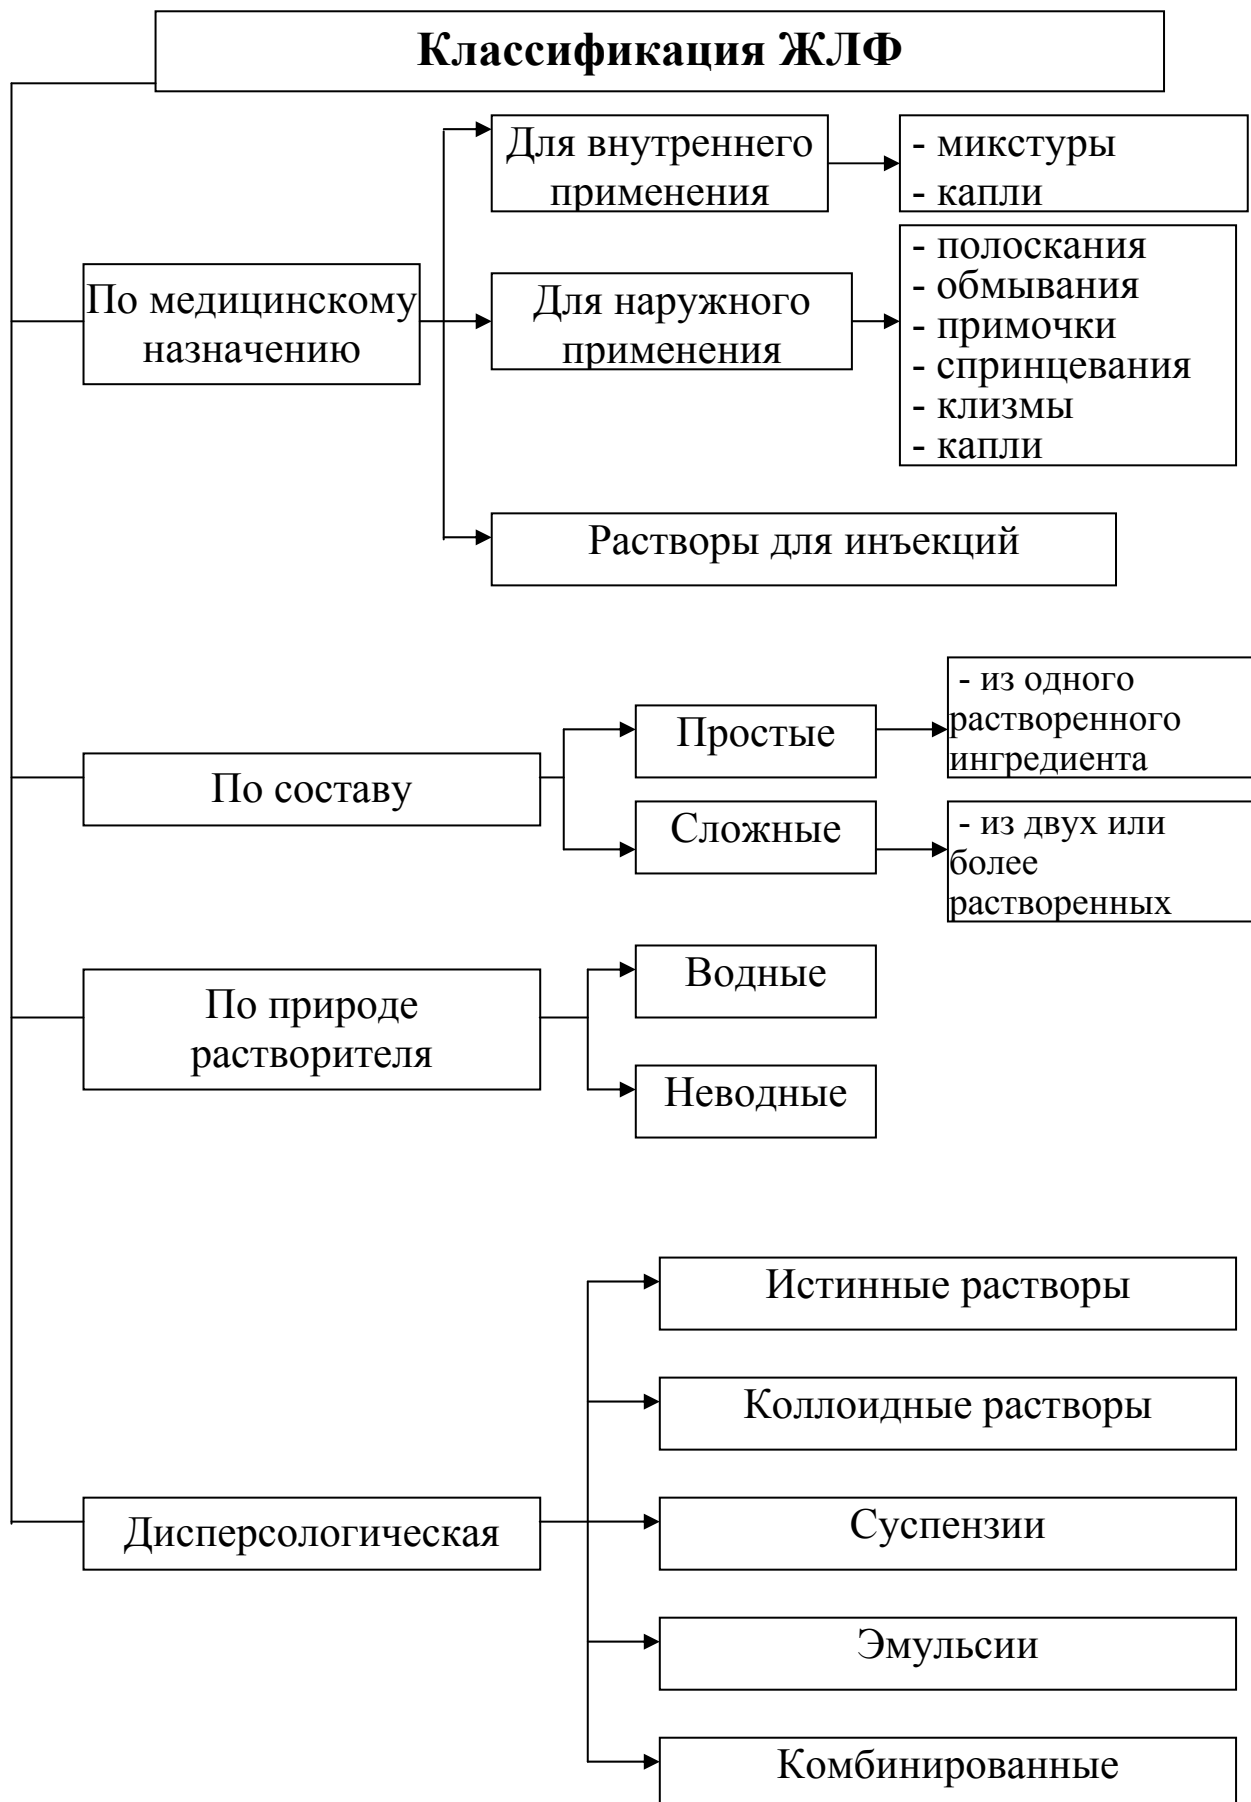 Классификация ЖЛФ
По медицинскому
назначению
Для внутреннего
применения
- микстуры
- капли
Для наружного
применения
- полоскания
- обмывания
- примочки
- спринцевания
- клизмы
- капли
Растворы для инъекций
По составу
Простые
- из одного
растворенного
ингредиента
Сложные
- из двух или
более
растворенных
По природе
растворителя
Водные
Неводные
Дисперсологическая
Истинные растворы
Коллоидные растворы
Суспензии
Эмульсии
Комбинированные